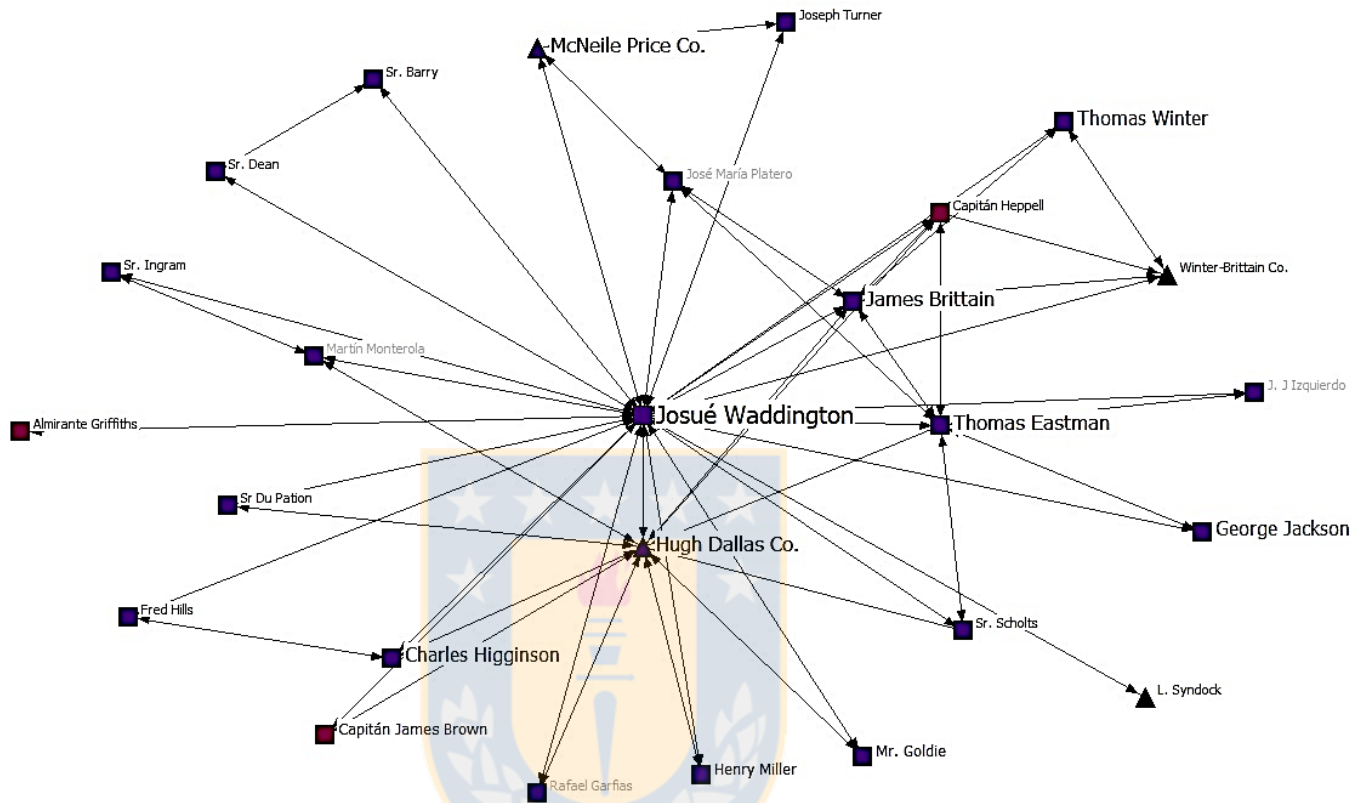 Joseph Turner
McNeile Price Co.
Sr. Barry
Thomas Winter
Sr. Dean
José María Platero
Capitán Heppell
Sr. Ingram
Winter-Brittain Co.
James Brittain
Martín Monterola
J. J Izquierdo
Josué Waddington
Almirante Griffiths
Thomas Eastman
Sr Du Pation
George Jackson
Hugh Dallas Co.
Fred Hills
Sr. Scholts
Charles Higginson
L. Syndock
Capitán James Brown
Mr. Goldie
Henry Miller
Rafael Garfias